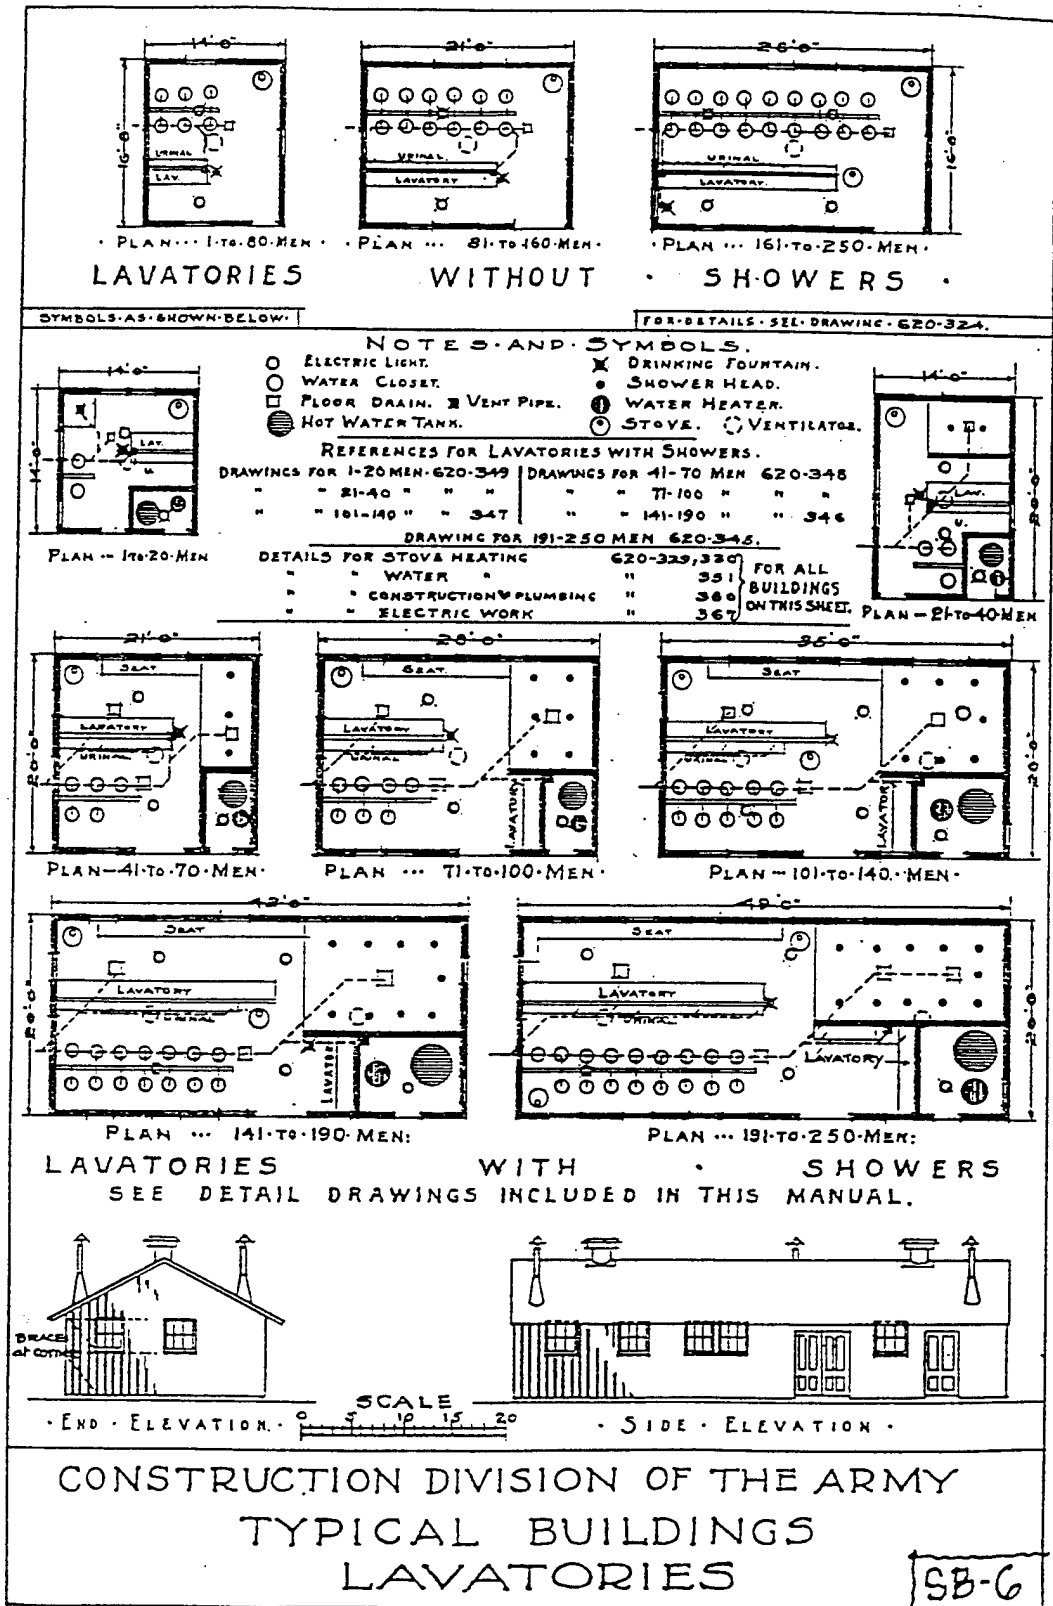 14'-0" 21'-0" 28'-0"
16'-0" 16'-0"
URINAL URINAL URINAL
LAV. LAVATORY LAVATORY.
· PLAN ··· 1·TO·80·MEN · · PLAN ··· 81·TO·160·MEN · · PLAN ··· 161·TO·250·MEN ·
LAVATORIES WITHOUT · SHOWERS ·
SYMBOLS·AS·SHOWN·BELOW· FOR·DETAILS·SEE·DRAWING·620-324.
NOTES·AND·SYMBOLS.
ELECTRIC LIGHT. DRINKING FOUNTAIN.
WATER CLOSET. SHOWER HEAD.
FLOOR DRAIN. VENT PIPE. WATER HEATER.
HOT WATER TANK. STOVE. VENTILATOR.
14'-0" 14'-0"
14'-0" 20'-0"
LAV. LAV.
U. U.
REFERENCES FOR LAVATORIES WITH SHOWERS.
DRAWINGS FOR 1-20 MEN·620-349 DRAWINGS FOR 41-70 MEN 620-348
" " 21-40 " " " " " 71-100 " " "
" " 101-140 " " 347 " " 141-190 " " 346
DRAWING FOR 191-250 MEN 620-345.
DETAILS FOR STOVE HEATING 620-329,330
" " WATER " " 351
" " CONSTRUCTION & PLUMBING " 380
" " ELECTRIC WORK " 367
FOR ALL
BUILDINGS
ON THIS SHEET.
PLAN -- 1·TO·20·MEN PLAN -- 21·TO·40·MEN
21'-0" 28'-0" 35'-0"
20'-0" 20'-0"
SEAT SEAT SEAT
LAVATORY LAVATORY LAVATORY
URINAL URINAL URINAL
LAVATORY LAVATORY
PLAN—41·TO·70·MEN· PLAN ··· 71·TO·100·MEN· PLAN -- 101·TO·140··MEN·
42'-0" 49'-0"
20'-0" 20'-0"
SEAT SEAT
LAVATORY LAVATORY
URINAL URINAL
LAVATORY LAVATORY
PLAN ··· 141·TO·190·MEN: PLAN ··· 191·TO·250·MEN:
LAVATORIES WITH · SHOWERS
SEE DETAIL DRAWINGS INCLUDED IN THIS MANUAL.
BRACES
AT CORNER
SCALE
0 5 10 15 20
· END · ELEVATION. · · SIDE · ELEVATION ·
CONSTRUCTION DIVISION OF THE ARMY
TYPICAL BUILDINGS
LAVATORIES
SB-6